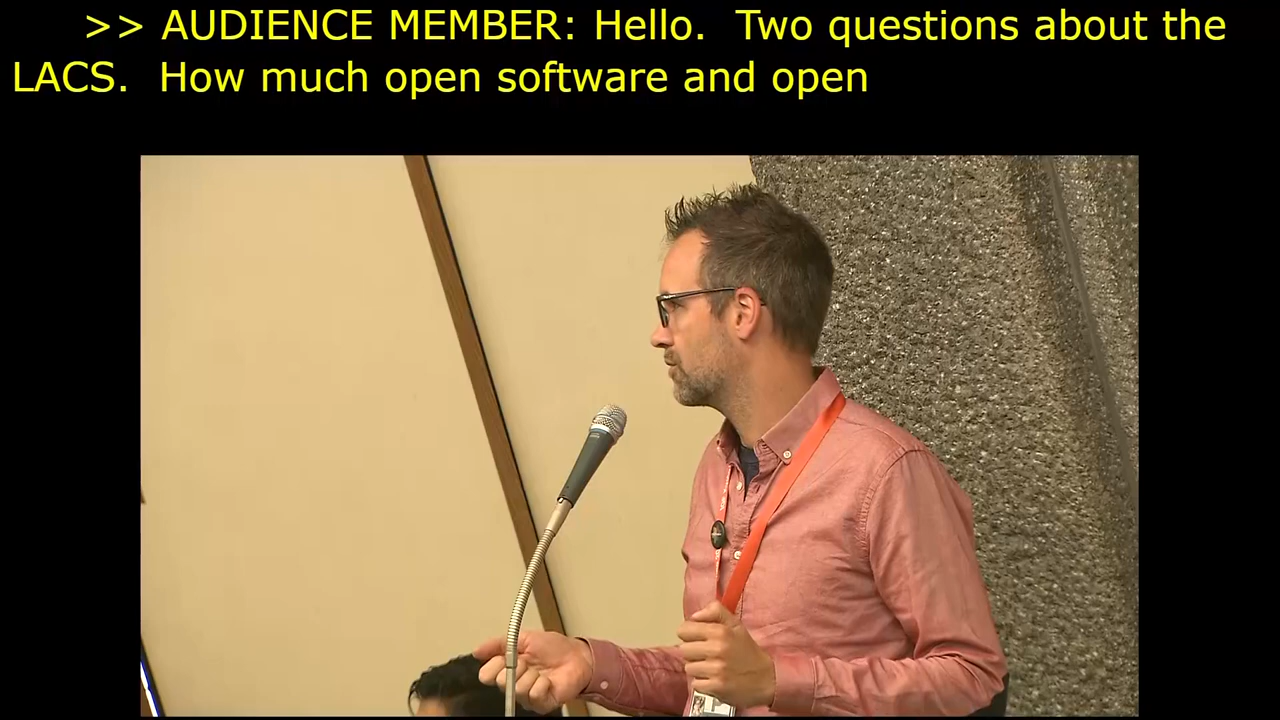 >> AUDIENCE MEMBER: Hello.  Two questions about the
LACS.  How much open software and open